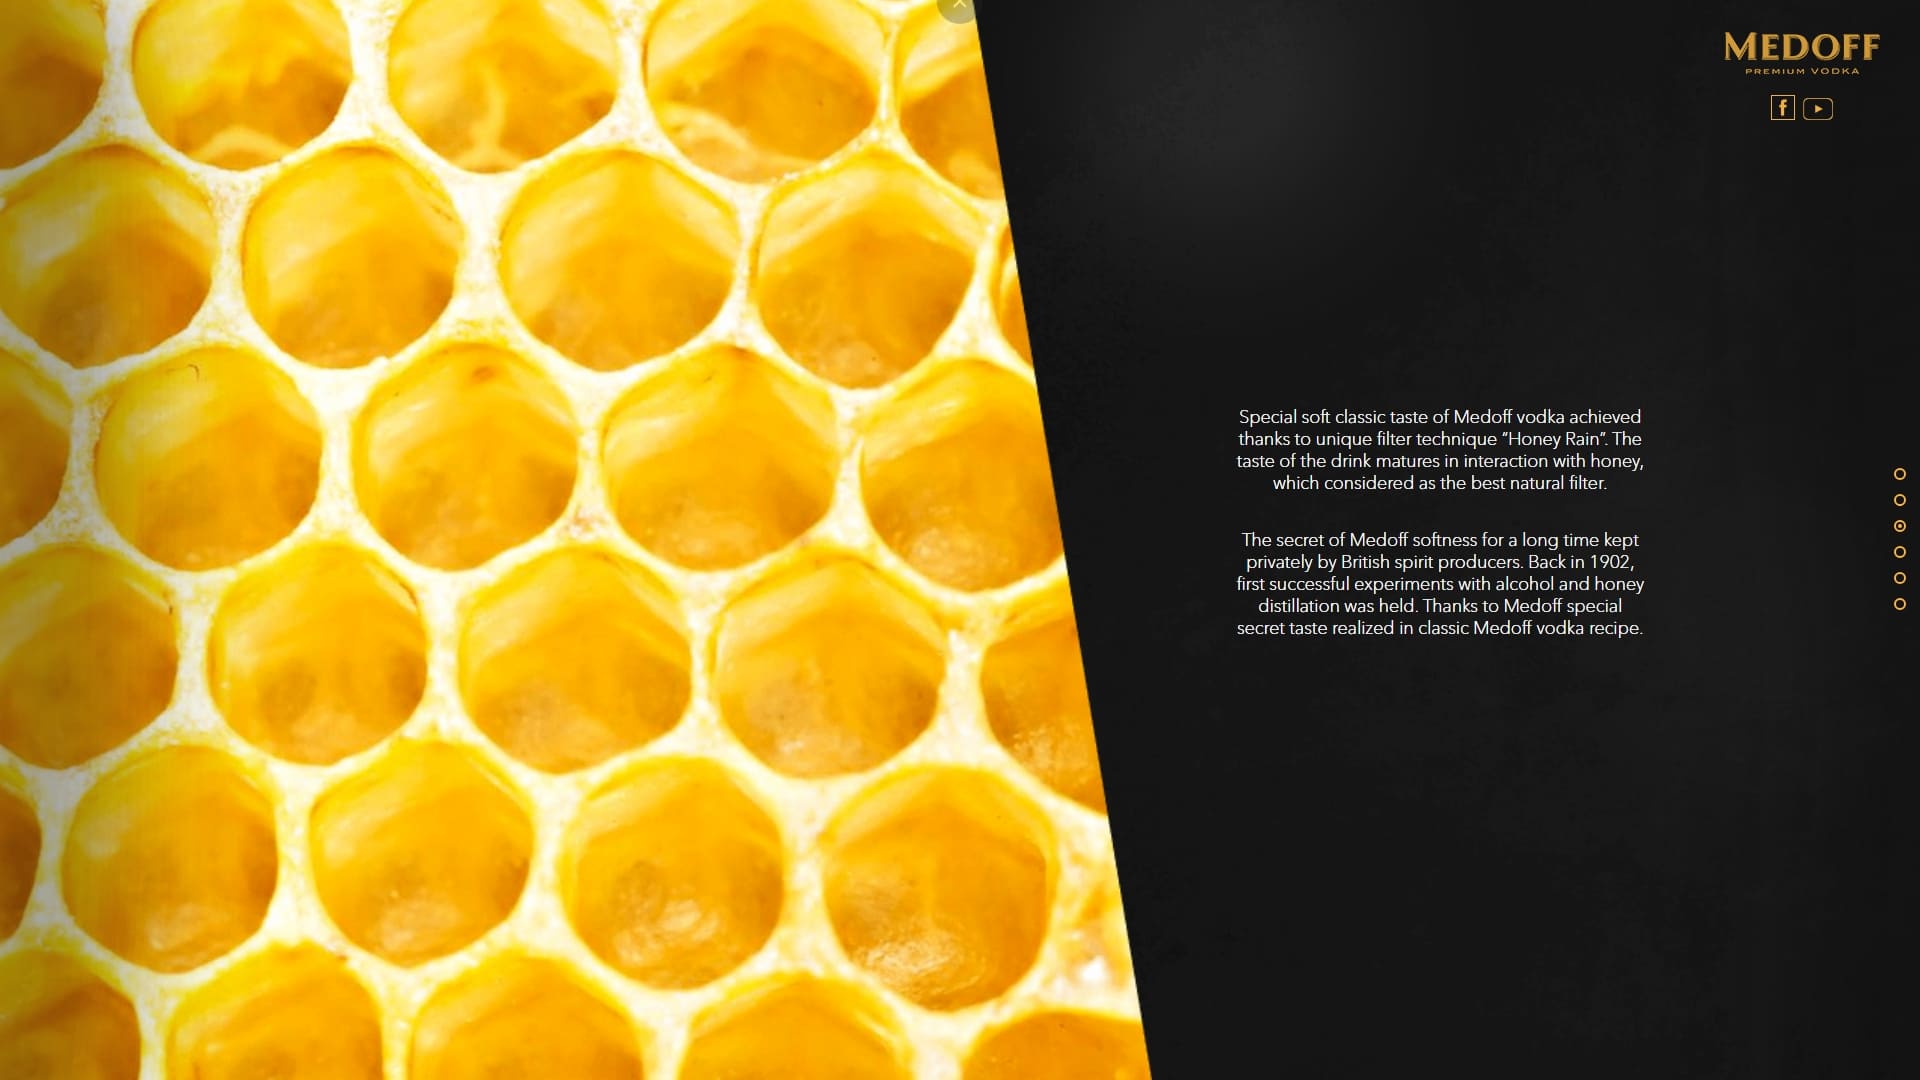 MEDOFF
PREMIUM VODKA
Special soft classic taste of Medoff vodka achieved
thanks to unique filter technique “Honey Rain”. The
taste of the drink matures in interaction with honey,
which considered as the best natural filter.
The secret of Medoff softness for a long time kept
privately by British spirit producers. Back in 1902,
first successful experiments with alcohol and honey
distillation was held. Thanks to Medoff special
secret taste realized in classic Medoff vodka recipe.